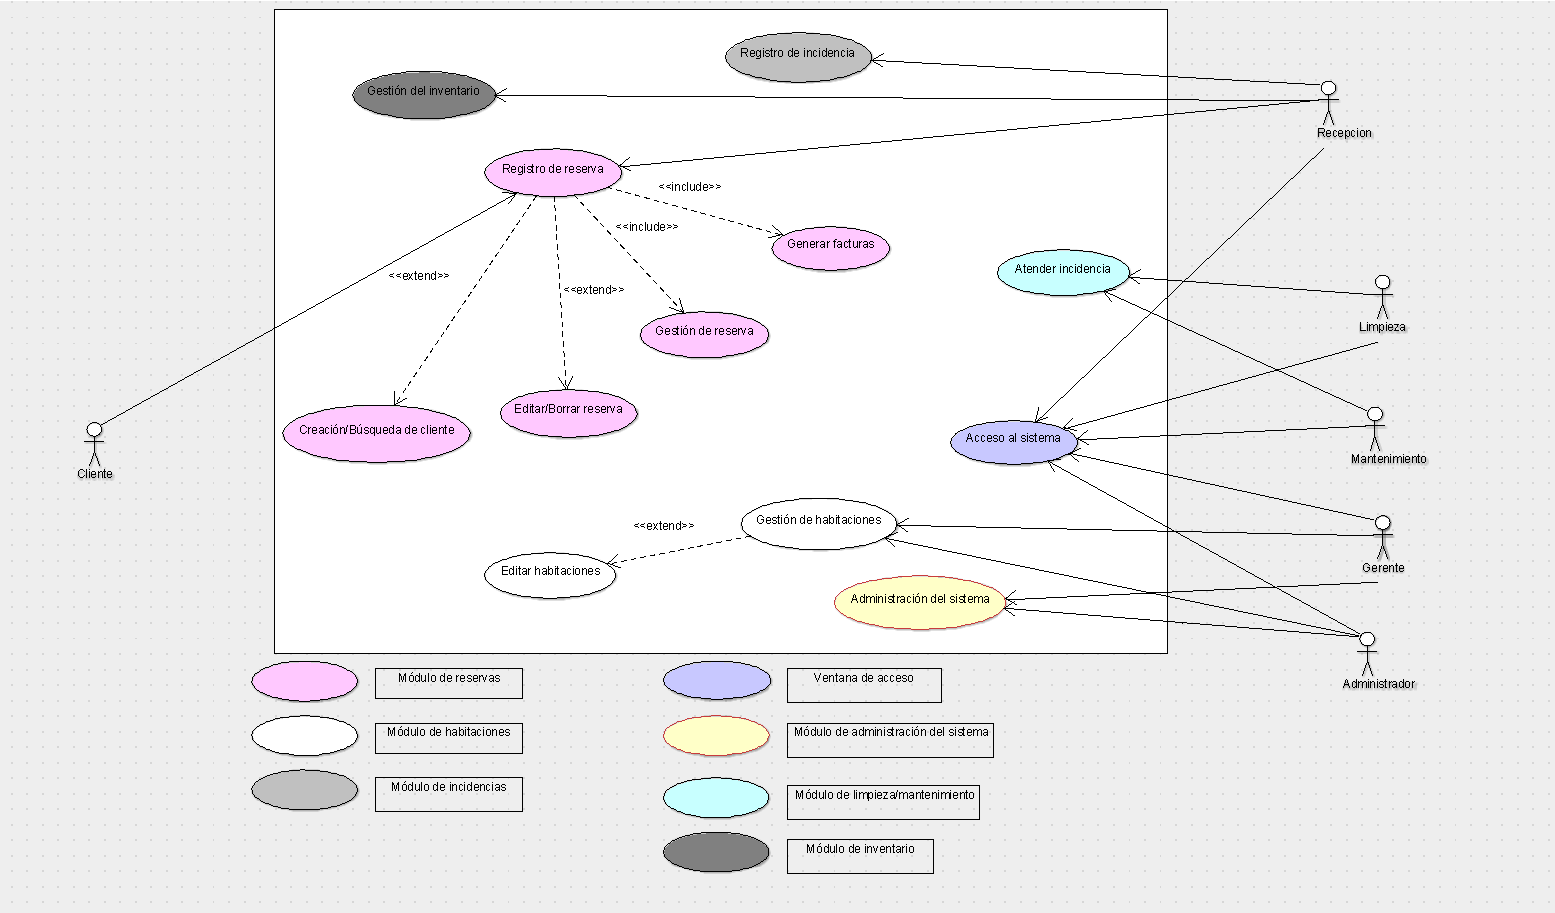 Registro de incidencia
Gestión del inventario
Recepcion
Registro de reserva
<<include>>
<<include>>
Generar facturas
Atender incidencia
<<extend>>
<<extend>>
Gestión de reserva
Limpieza
Editar/Borrar reserva
Creación/Búsqueda de cliente
Acceso al sistema
Mantenimiento
Cliente
Gestión de habitaciones
<<extend>>
Editar habitaciones
Gerente
Administración del sistema
Administrador
Módulo de reservas
Ventana de acceso
Módulo de habitaciones
Módulo de administración del sistema
Módulo de incidencias
Módulo de limpieza/mantenimiento
Módulo de inventario